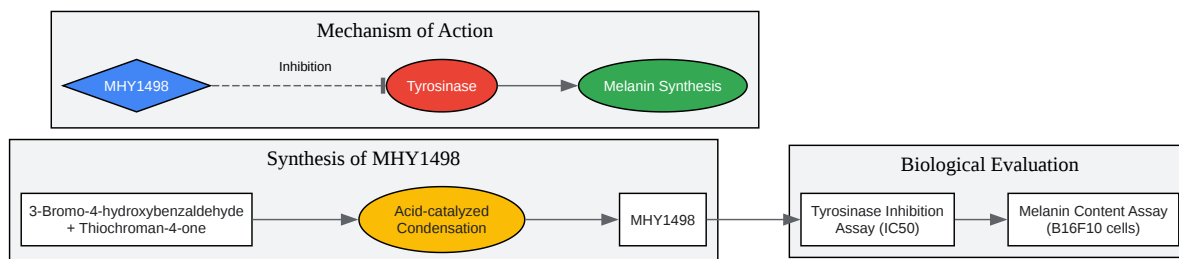 Mechanism of Action
MHY1498
Inhibition
Tyrosinase
Melanin Synthesis
Synthesis of MHY1498
3-Bromo-4-hydroxybenzaldehyde
+ Thiochroman-4-one
Acid-catalyzed
Condensation
MHY1498
Biological Evaluation
Tyrosinase Inhibition
Assay (IC50)
Melanin Content Assay
(B16F10 cells)